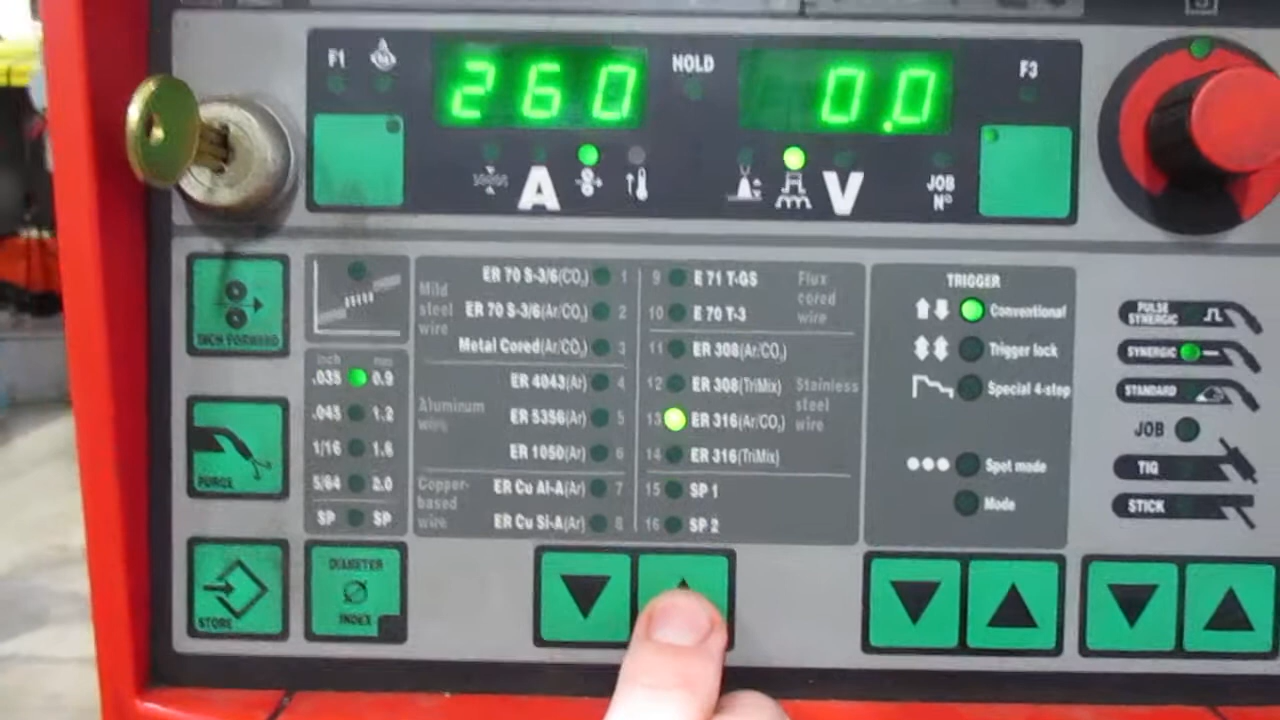 F1
HOLD
F3
260
0.0
A
V
JOB
N°
INCH FORWARD
PURGE
STORE
DIAMETER
INDEX
inch mm
.035 0.9
.045 1.2
1/16 1.6
5/64 2.0
SP SP
Mild
steel
wire
ER 70 S-3/6(CO₂) 1
ER 70 S-3/6(Ar/CO₂) 2
Metal Cored(Ar/CO₂) 3
Aluminum
wire
ER 4043(Ar) 4
ER 5356(Ar) 5
ER 1050(Ar) 6
Copper-
based
wire
ER Cu Al-A(Ar) 7
ER Cu Si-A(Ar) 8
9 E 71 T-GS
10 E 70 T-3
Flux
cored
wire
11 ER 308(Ar/CO₂)
12 ER 308(TriMix)
13 ER 316(Ar/CO₂)
14 ER 316(TriMix)
Stainless
steel
wire
15 SP 1
16 SP 2
TRIGGER
Conventional
Trigger lock
Special 4-step
Spot mode
Mode
PULSE
SYNERGIC
SYNERGIC
STANDARD
JOB
TIG
STICK